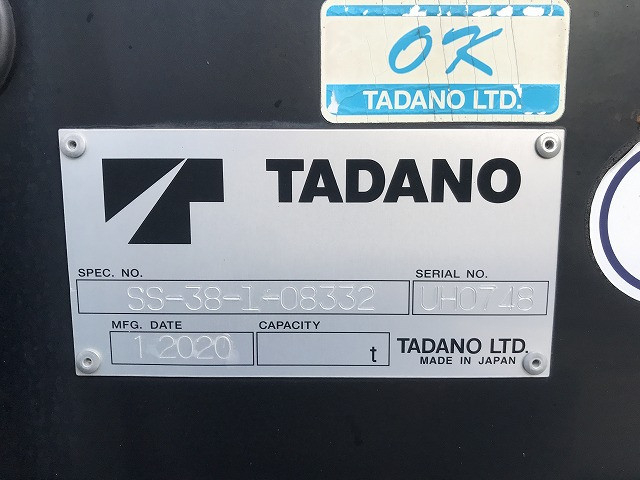 OK
TADANO LTD.
TADANO
SPEC. NO.
SERIAL NO.
SS-38-1-08332
UH0748
MFG. DATE
CAPACITY
1 2020
t
TADANO LTD.
MADE IN JAPAN